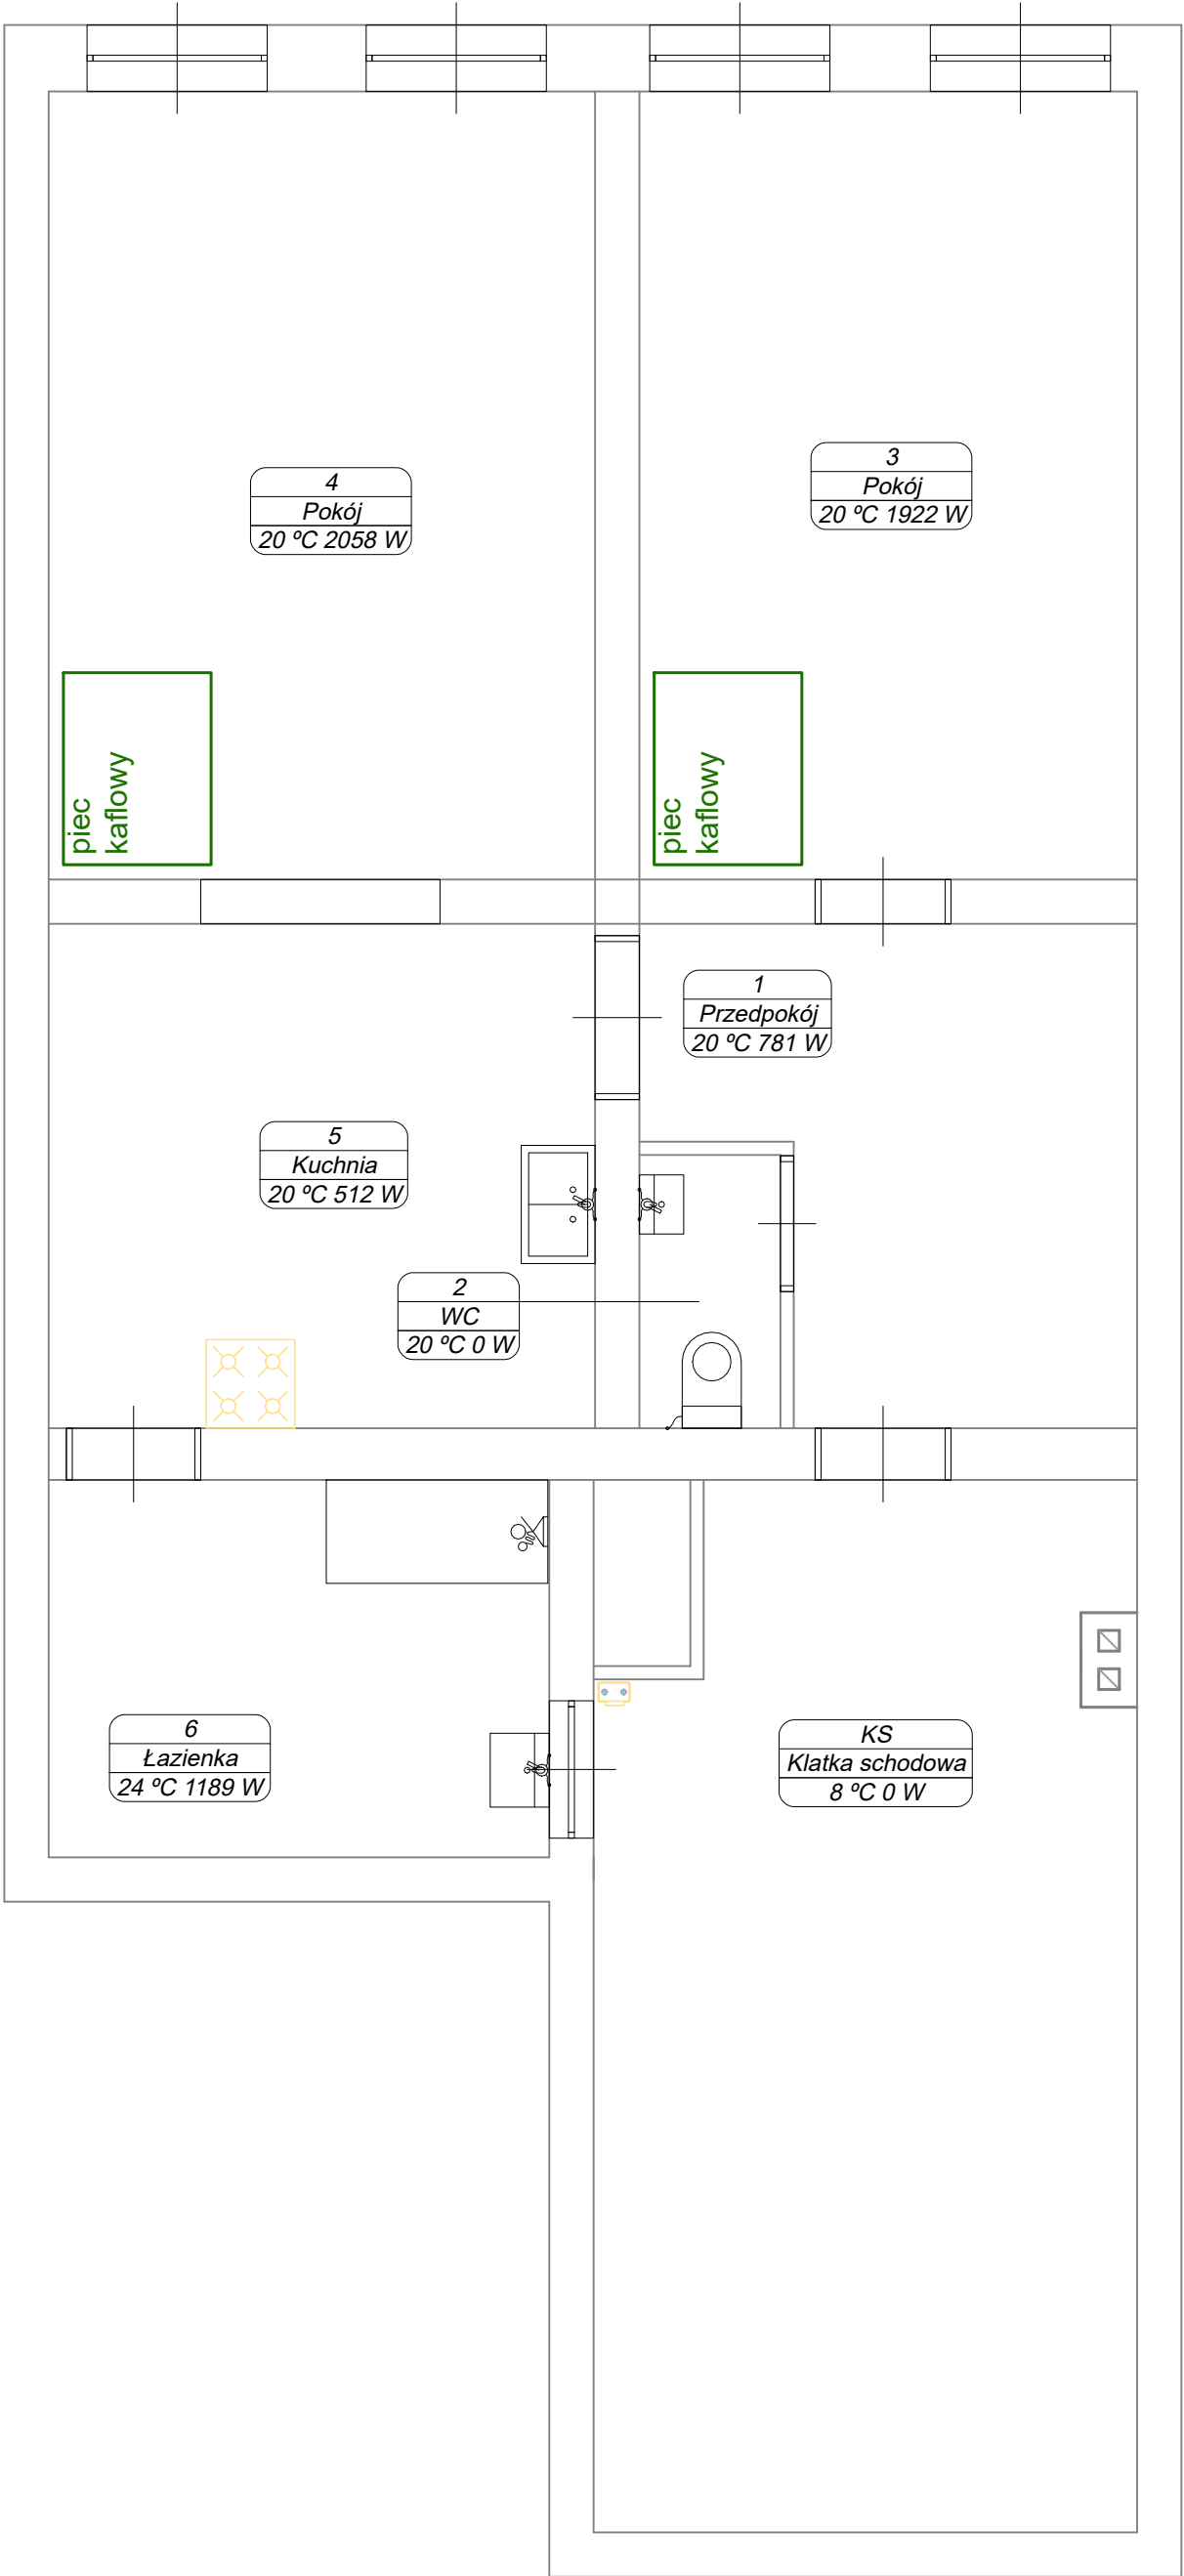 4
Pokój
20 ºC 2058 W
3
Pokój
20 ºC 1922 W
piec
kaflowy
piec
kaflowy
1
Przedpokój
20 ºC 781 W
5
Kuchnia
20 ºC 512 W
2
WC
20 ºC 0 W
6
Łazienka
24 ºC 1189 W
KS
Klatka schodowa
8 ºC 0 W